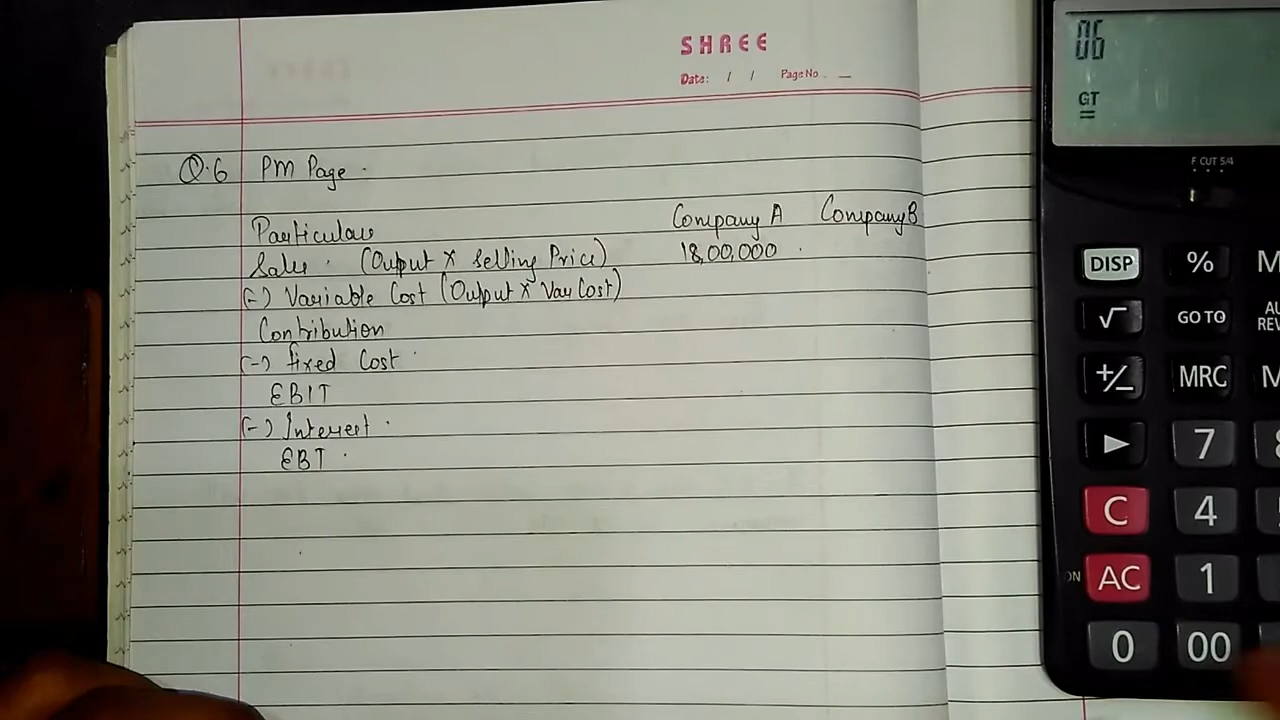 SHREE
Date: / / Page No. __
Q.6 PM Page.
Particulars Company A Company B
Sales. (Output x Selling Price) 18,00,000.
(-) Variable Cost (Output x Var Cost)
Contribution
(-) fixed Cost.
EBIT
(-) Interest.
EBT.
06
GT
=
F CUT 5/4
DISP %
√ GO TO
+/- MRC
▶ 7
C 4
ON AC 1
0 00